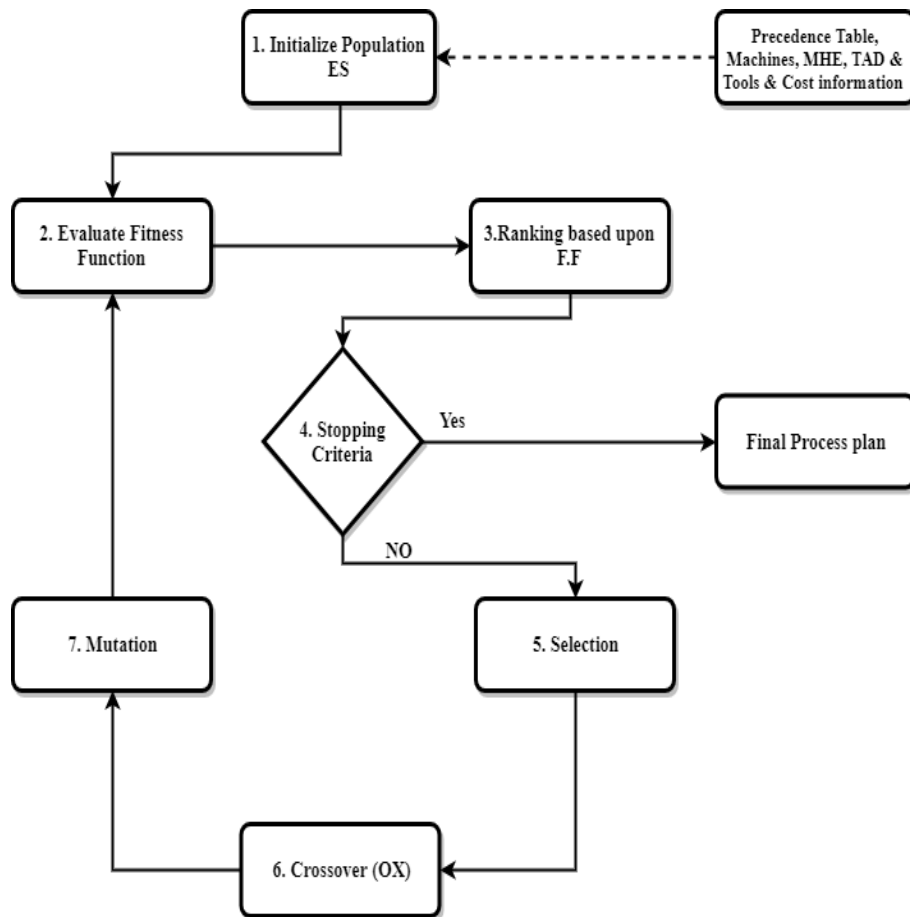 1. Initialize Population
ES
Precedence Table,
Machines, MHE, TAD &
Tools & Cost information
2. Evaluate Fitness
Function
3.Ranking based upon
F.F
4. Stopping
Criteria
Yes
Final Process plan
NO
7. Mutation
5. Selection
6. Crossover (OX)